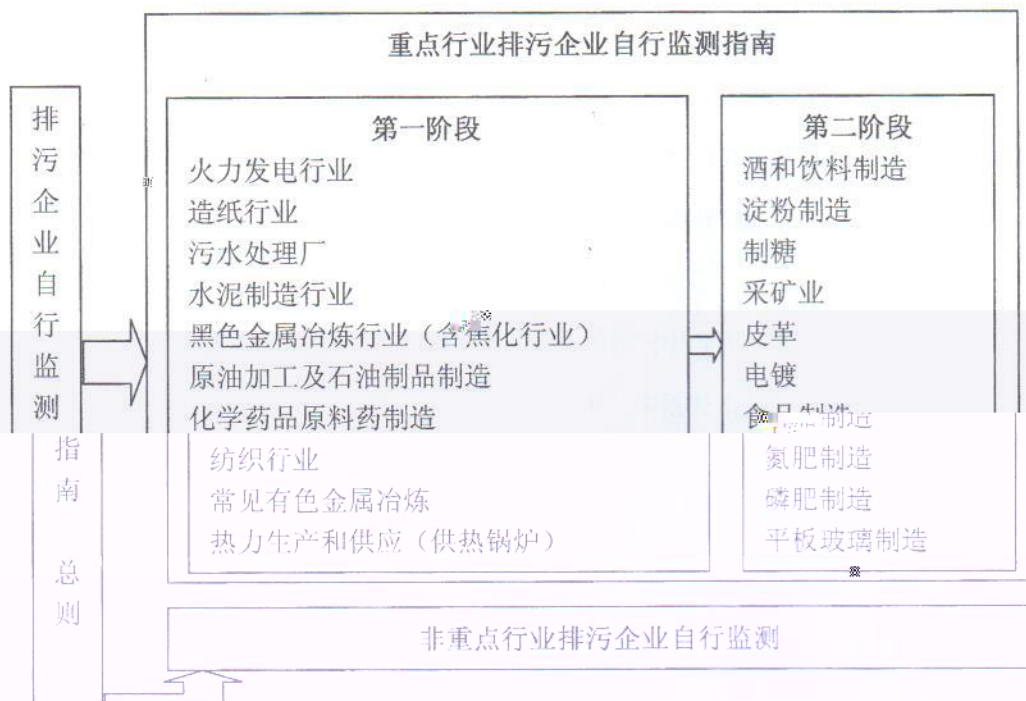 重点行业排污企业自行监测指南
排污企业自行监测指南 总则
第一阶段
火力发电行业
造纸行业
污水处理厂
水泥制造行业
黑色金属冶炼行业（含焦化行业）
原油加工及石油制品制造
化学药品原料药制造
纺织行业
常见有色金属冶炼
热力生产和供应（供热锅炉）
第二阶段
酒和饮料制造
淀粉制造
制糖
采矿业
皮革
电镀
食品制造
氮肥制造
磷肥制造
平板玻璃制造
非重点行业排污企业自行监测